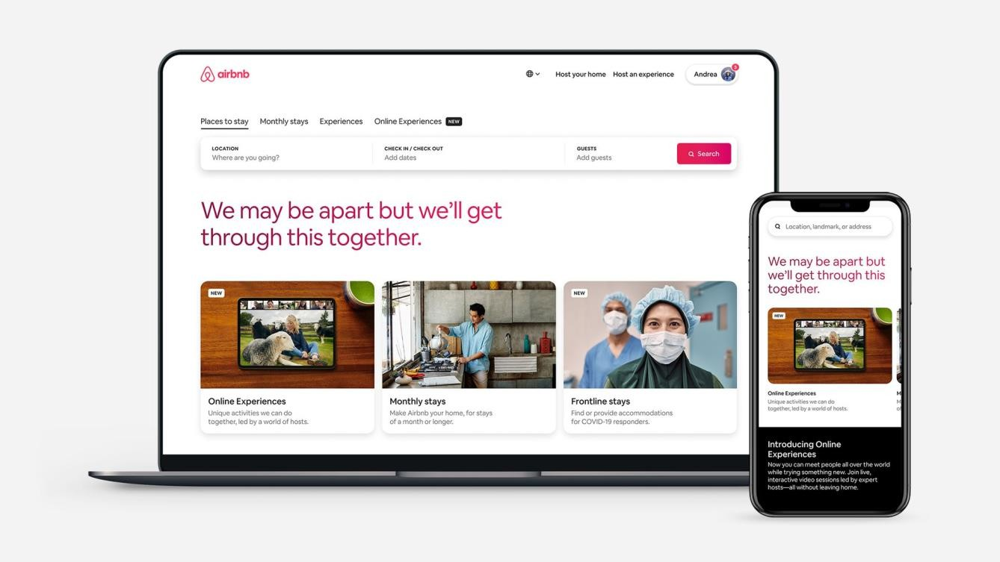 airbnb
Host your home
Host an experience
Andrea
3
Places to stay
Monthly stays
Experiences
Online Experiences NEW
LOCATION
Where are you going?
CHECK IN / CHECK OUT
Add dates
GUESTS
Add guests
Search
We may be apart but we’ll get
through this together.
NEW
Online Experiences
Unique activities we can do
together, led by a world of hosts.
Monthly stays
Make Airbnb your home, for stays
of a month or longer.
NEW
Frontline stays
Find or provide accommodations
for COVID-19 responders.
Location, landmark, or address
We may be apart but
we’ll get through this
together.
NEW
Online Experiences
Unique activities we can do
together, led by a world of hosts.
Introducing Online
Experiences
Now you can meet people all over the world
while trying something new. Join live,
interactive video sessions led by expert
hosts—all without leaving home.